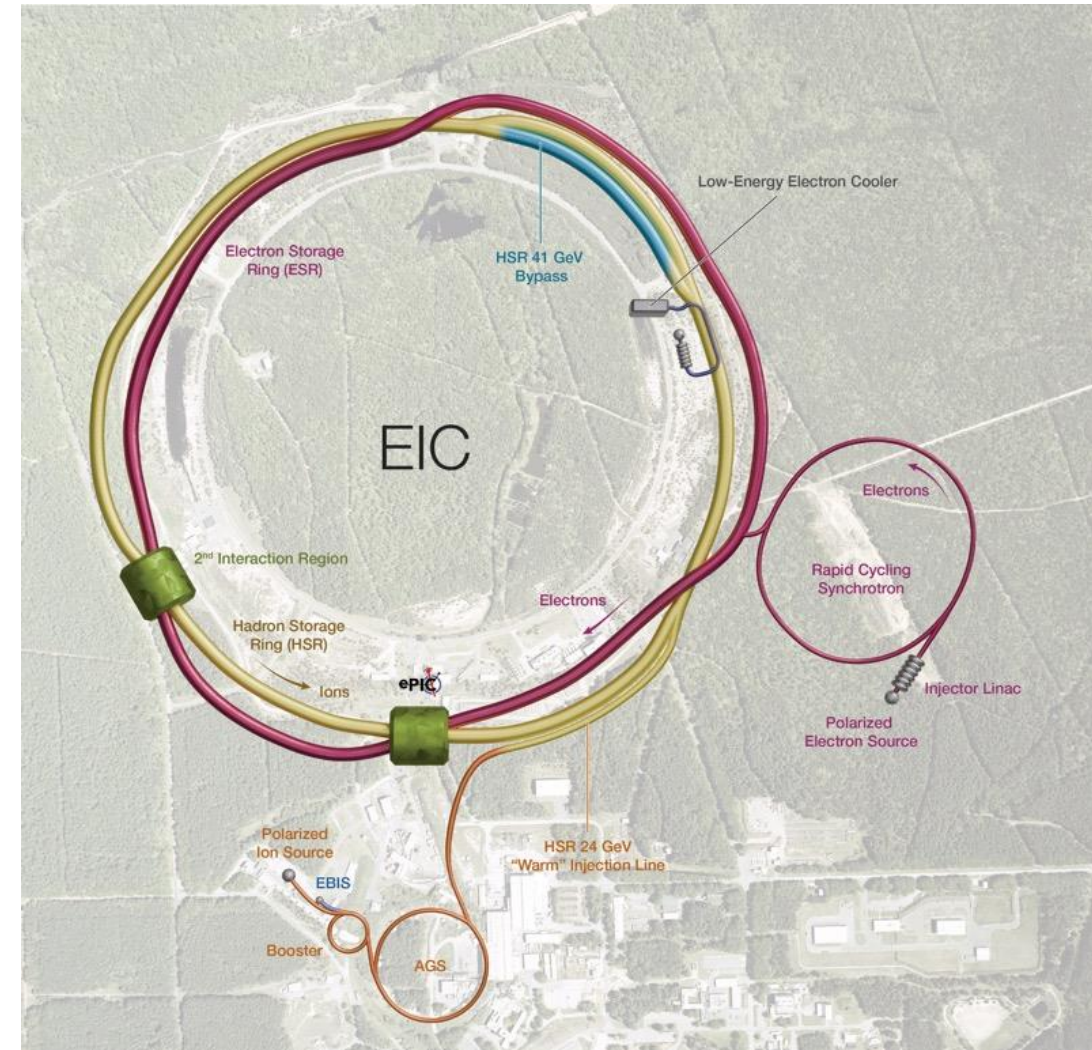 Low-Energy Electron Cooler
Electron Storage
Ring (ESR)
HSR 41 GeV
Bypass
EIC
Electrons
2nd Interaction Region
Rapid Cycling
Synchrotron
Electrons
Hadron Storage
Ring (HSR)
Ions
ePIC
Injector Linac
Polarized
Electron Source
Polarized
Ion Source
HSR 24 GeV
“Warm” Injection Line
EBIS
Booster
AGS